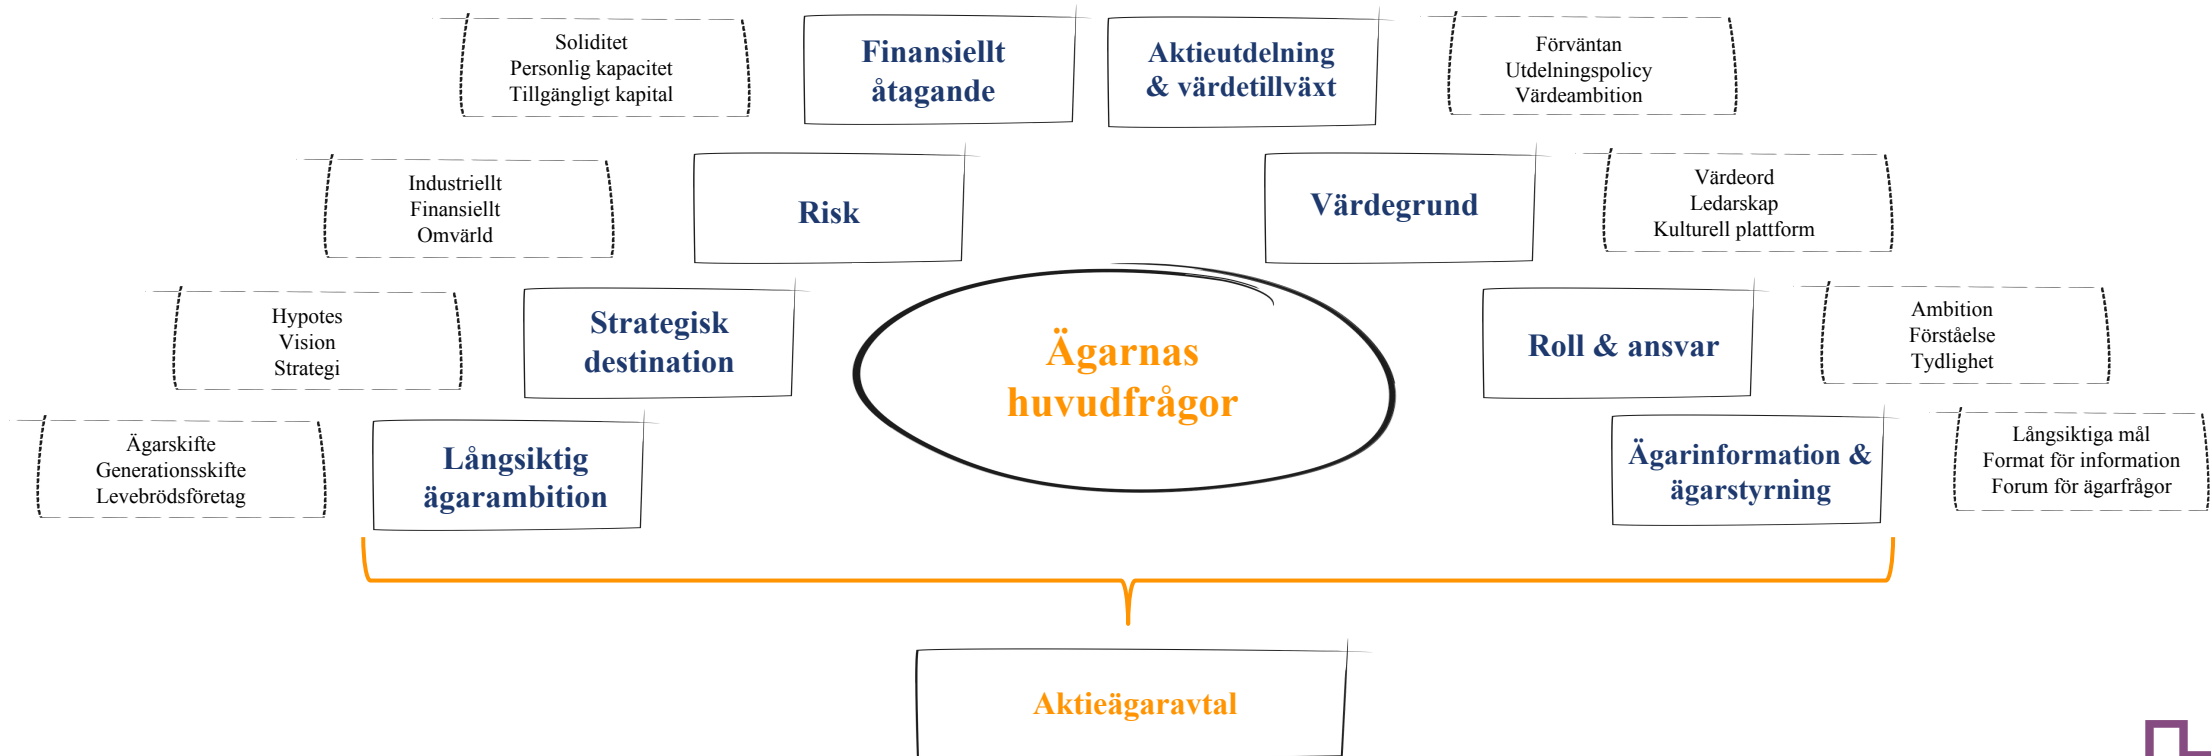 Soliditet
Personlig kapacitet
Tillgängligt kapital
Finansiellt
åtagande
Aktieutdelning
& värdetillväxt
Förväntan
Utdelningspolicy
Värdeambition
Industriellt
Finansiellt
Omvärld
Risk
Värdegrund
Värdeord
Ledarskap
Kulturell plattform
Hypotes
Vision
Strategi
Strategisk
destination
Ägarnas
huvudfrågor
Roll & ansvar
Ambition
Förståelse
Tydlighet
Ägarskifte
Generationsskifte
Levebrödsföretag
Långsiktig
ägarambition
Ägarinformation &
ägarstyrning
Långsiktiga mål
Format för information
Forum för ägarfrågor
Aktieägaravtal